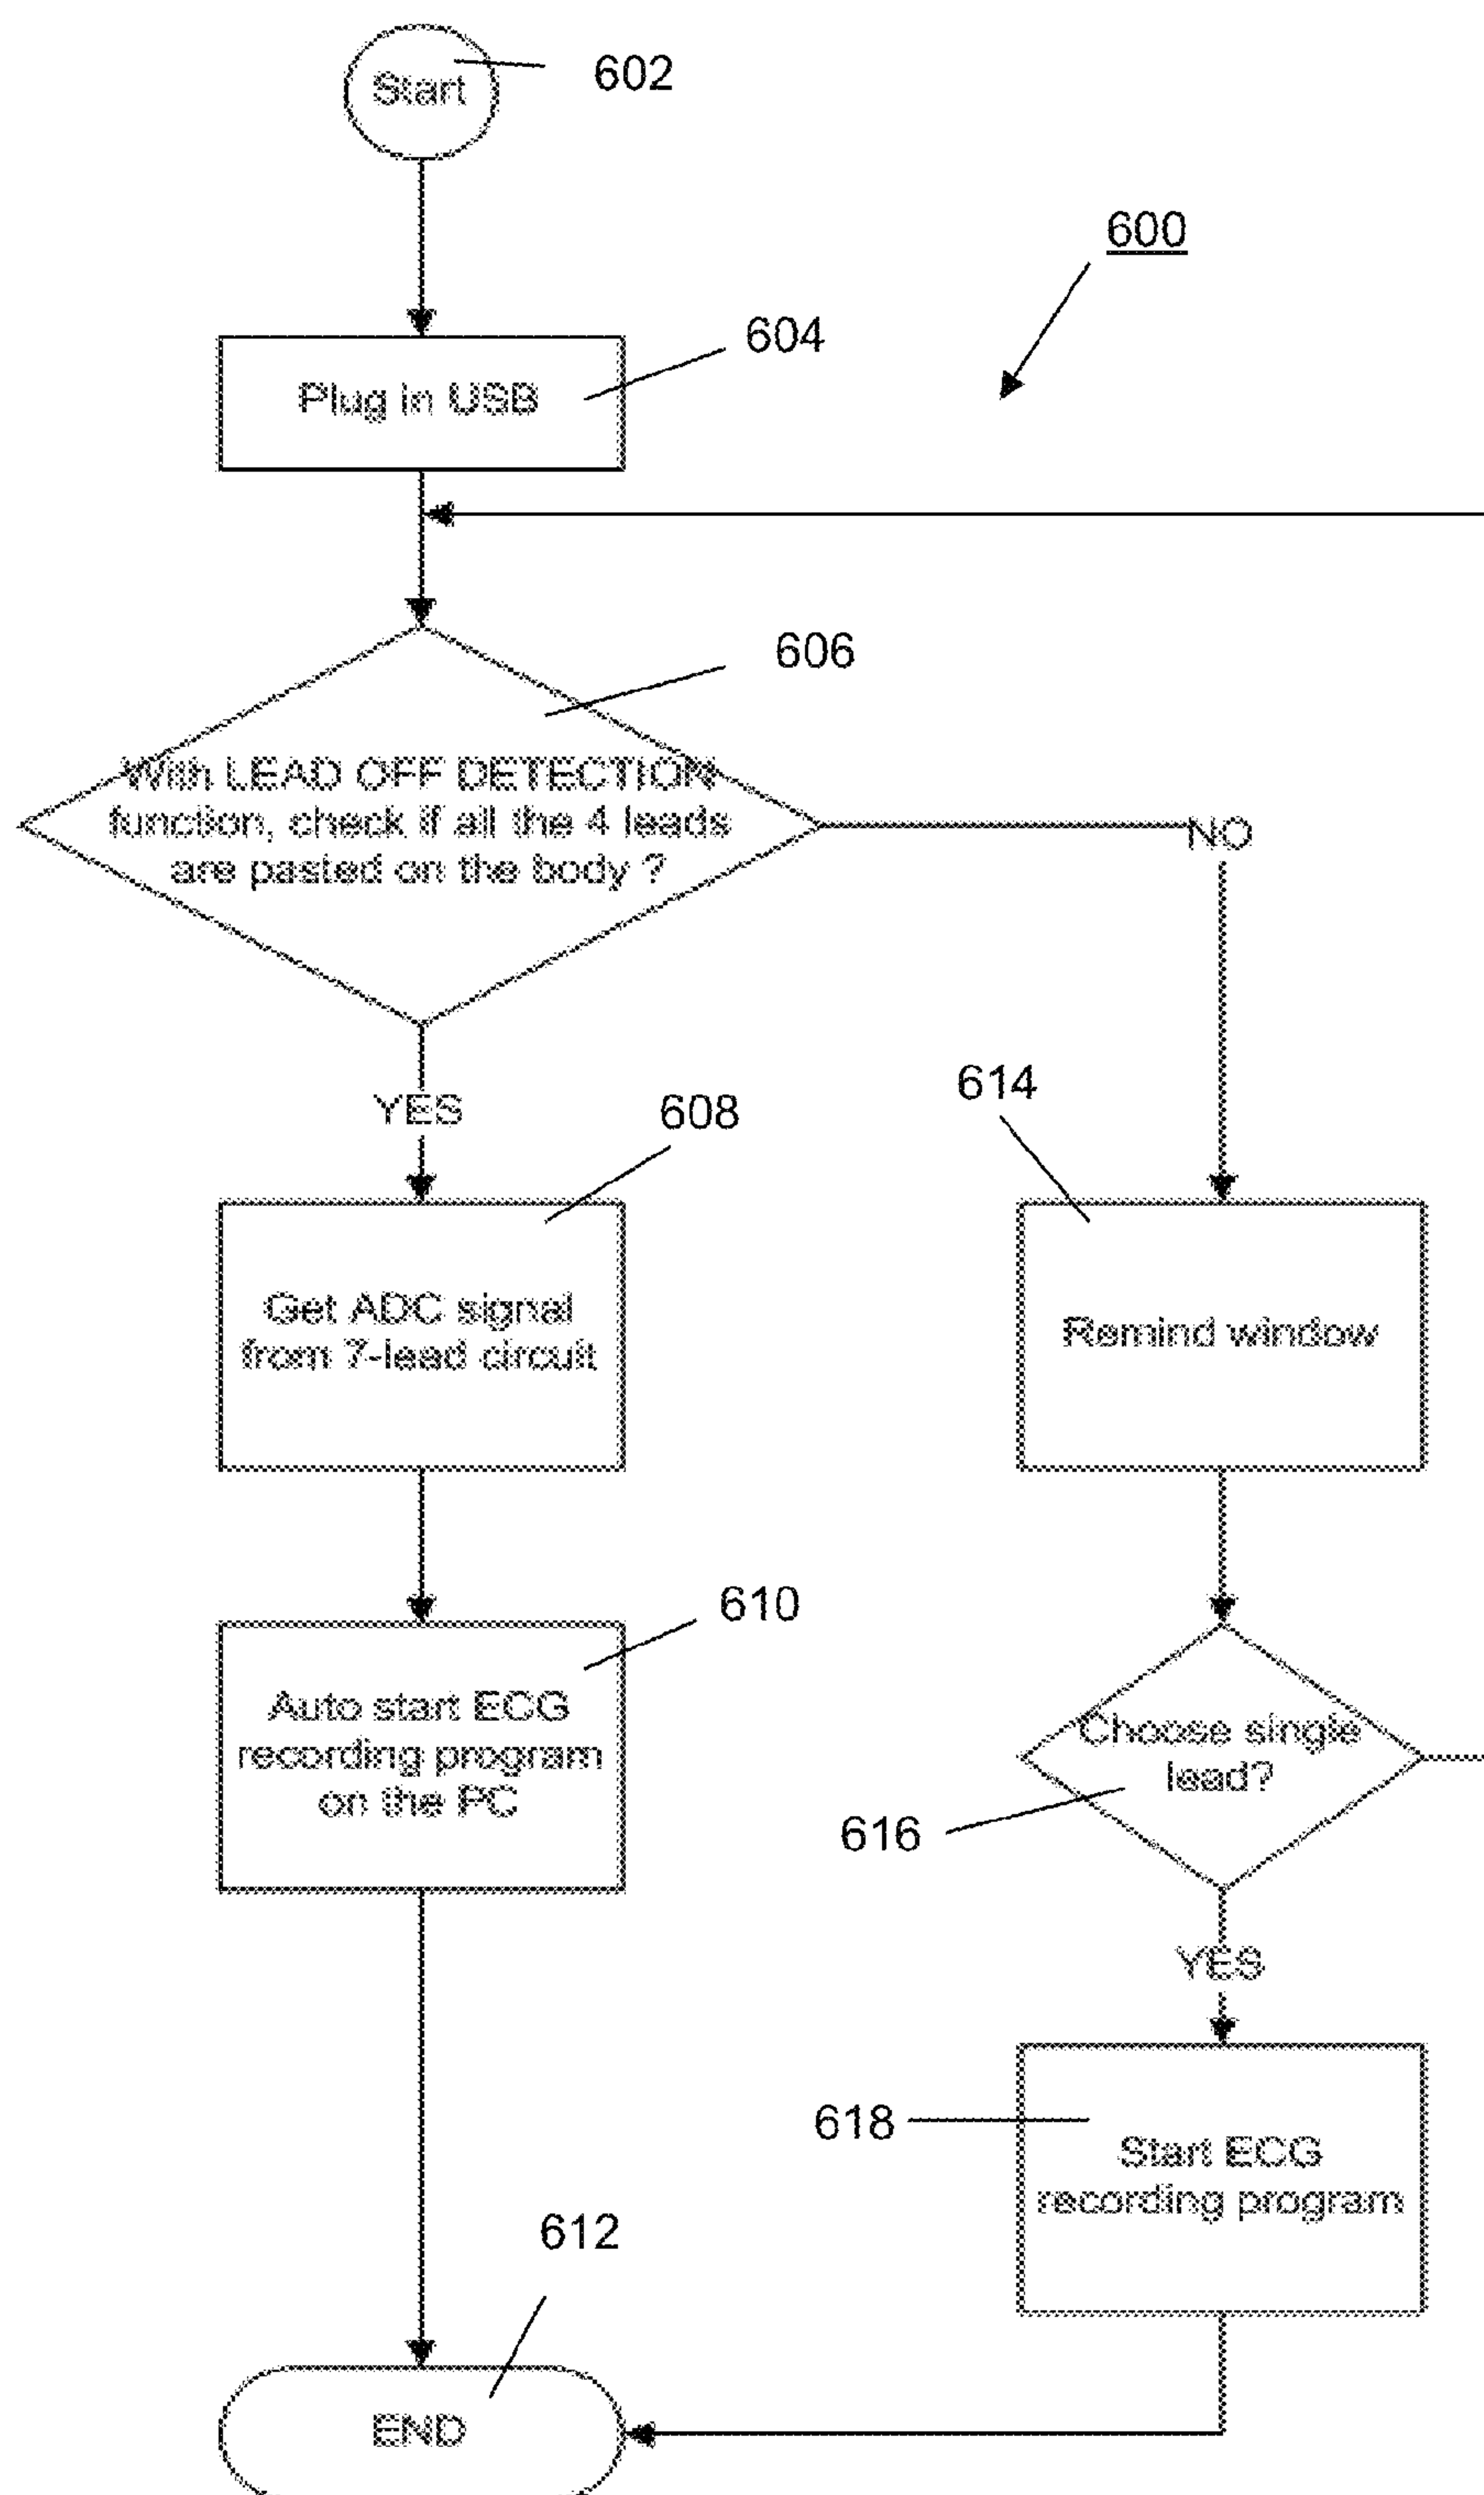 Start
602
600
604
Plug in USB
606
With LEAD OFF DETECTION
function, check if all the 4 leads
are pasted on the body ?
NO
YES
608
614
Get ADC signal
from 7-lead circuit
Remind window
610
Auto start ECG
recording program
on the PC
Choose single
lead?
616
YES
618
Start ECG
recording program
612
END